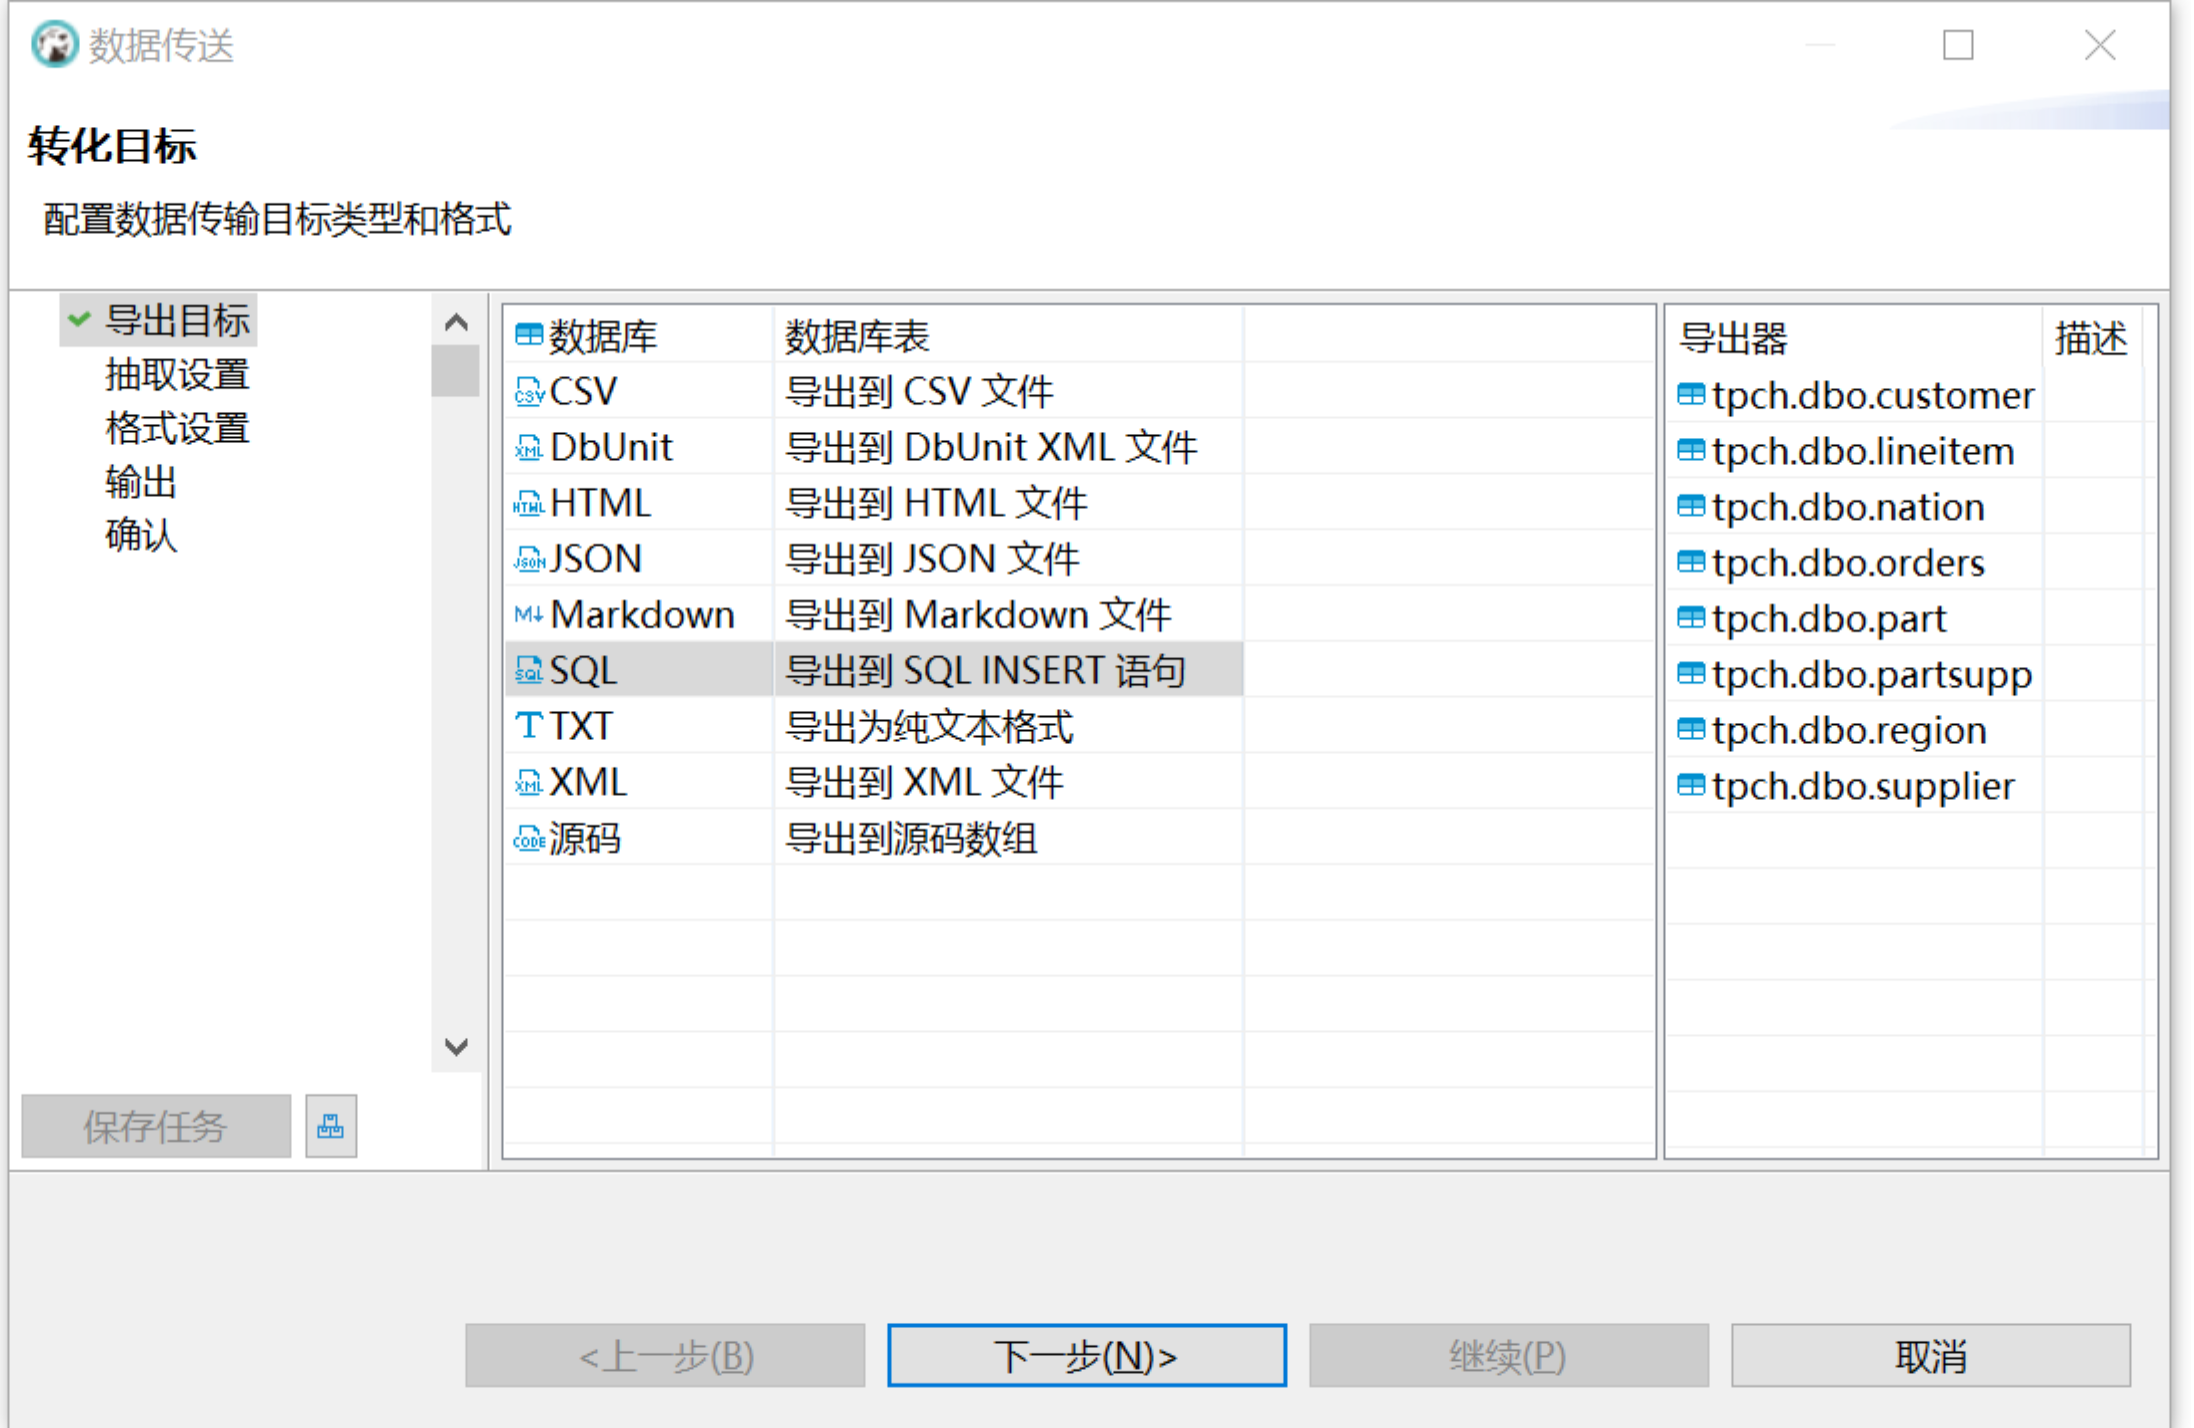 数据传送
转化目标
配置数据传输目标类型和格式
导出目标
抽取设置
格式设置
输出
确认
保存任务
数据库 数据库表
CSV 导出到 CSV 文件
DbUnit 导出到 DbUnit XML 文件
HTML 导出到 HTML 文件
JSON 导出到 JSON 文件
Markdown 导出到 Markdown 文件
SQL 导出到 SQL INSERT 语句
TXT 导出为纯文本格式
XML 导出到 XML 文件
源码 导出到源码数组
导出器 描述
tpch.dbo.customer
tpch.dbo.lineitem
tpch.dbo.nation
tpch.dbo.orders
tpch.dbo.part
tpch.dbo.partsupp
tpch.dbo.region
tpch.dbo.supplier
<上一步(B) 下一步(N)> 继续(P) 取消